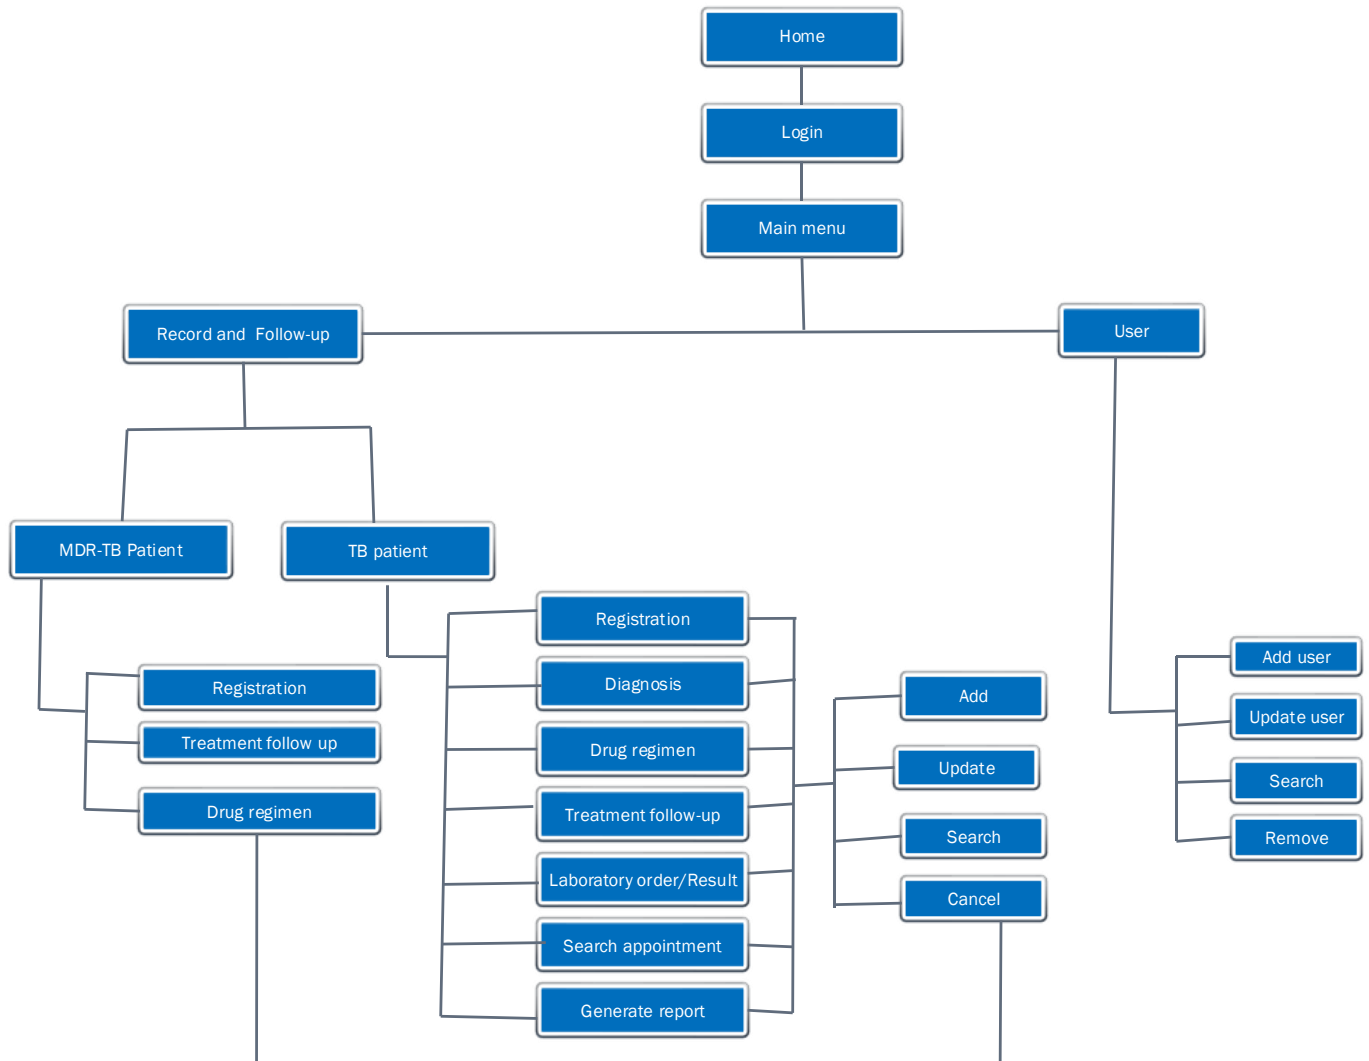 Home
Login
Main menu
Record and  Follow-up
User
MDR-TB Patient
TB patient
Registration
Treatment follow up
Drug regimen
Registration
Diagnosis
Drug regimen
Treatment follow-up
Laboratory order/Result
Search appointment
Generate report
Add
Update
Search
Cancel
Add user
Update user
Search
Remove